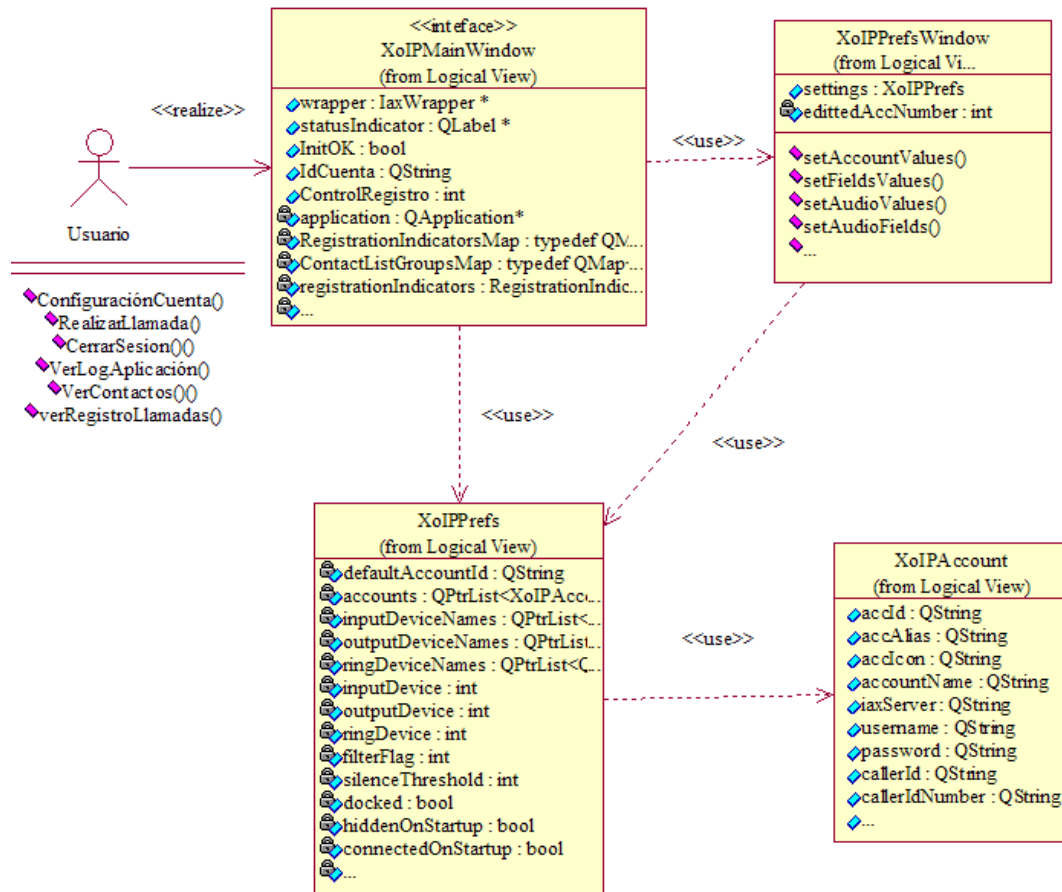 <<inteface>>
XoIPMainWindow
(from Logical View)
wrapper : IaxWrapper *
statusIndicator : QLabel *
InitOK : bool
IdCuenta : QString
ControlRegistro : int
application : QApplication*
RegistrationIndicatorsMap : typedef QM...
ContactListGroupsMap : typedef QMap...
registrationIndicators : RegistrationIndic...
...
XoIPPrefsWindow
(from Logical Vi...
settings : XoIPPrefs
edittedAccNumber : int
setAccountValues()
setFieldsValues()
setAudioValues()
setAudioFields()
...
<<realize>>
<<use>>
Usuario
ConfiguraciónCuenta()
RealizarLlamada()
CerrarSesion()()
VerLogAplicación()
VerContactos()()
verRegistroLlamadas()
<<use>>
<<use>>
XoIPPrefs
(from Logical View)
defaultAccountId : QString
accounts : QPtrList<XoIPAcc...
inputDeviceNames : QPtrList<...
outputDeviceNames : QPtrList...
ringDeviceNames : QPtrList<Q...
inputDevice : int
outputDevice : int
ringDevice : int
filterFlag : int
silenceThreshold : int
docked : bool
hiddenOnStartup : bool
connectedOnStartup : bool
...
<<use>>
XoIPAccount
(from Logical View)
accId : QString
accAlias : QString
accIcon : QString
accountName : QString
iaxServer : QString
username : QString
password : QString
callerId : QString
callerIdNumber : QString
...